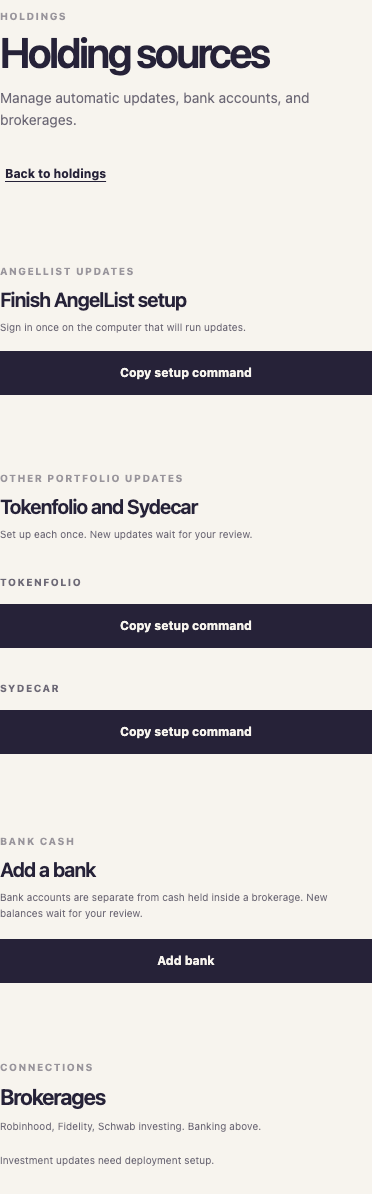 HOLDINGS
Holding sources
Manage automatic updates, bank accounts, and
brokerages.
Back to holdings
ANGELLIST UPDATES
Finish AngelList setup
Sign in once on the computer that will run updates.
Copy setup command
OTHER PORTFOLIO UPDATES
Tokenfolio and Sydecar
Set up each once. New updates wait for your review.
TOKENFOLIO
Copy setup command
SYDECAR
Copy setup command
BANK CASH
Add a bank
Bank accounts are separate from cash held inside a brokerage. New
balances wait for your review.
Add bank
CONNECTIONS
Brokerages
Robinhood, Fidelity, Schwab investing. Banking above.
Investment updates need deployment setup.